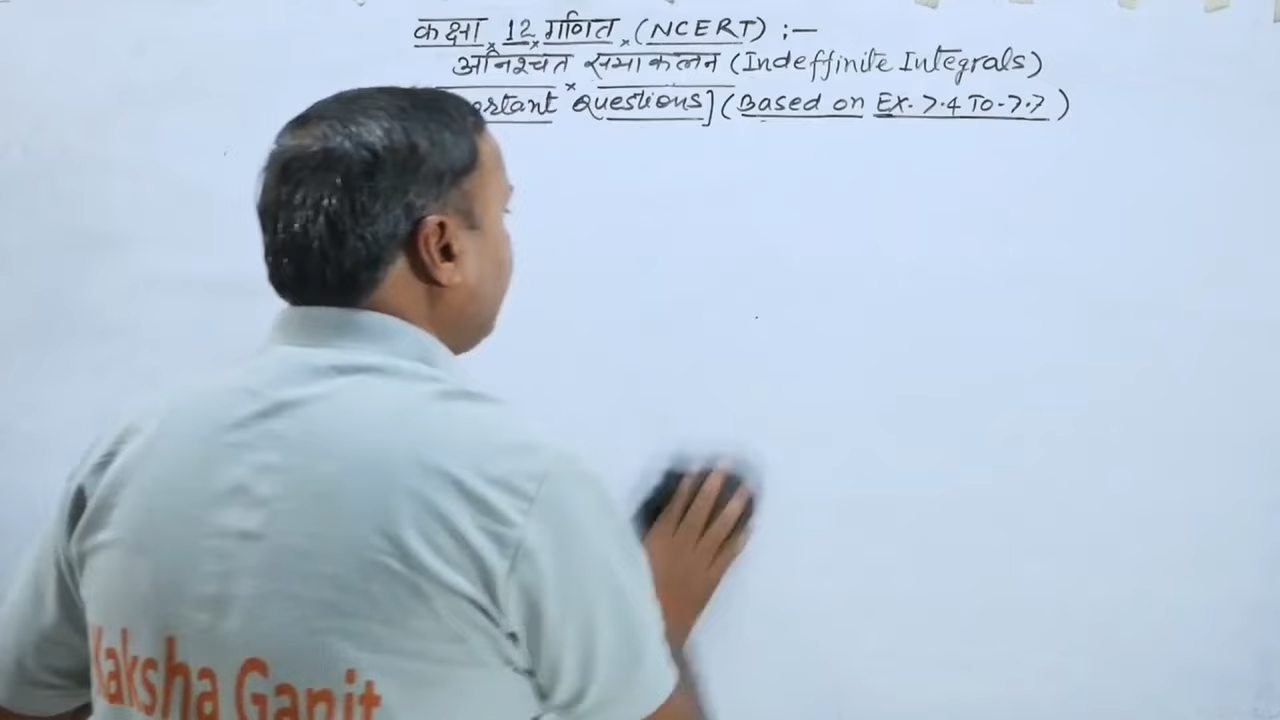 कक्षा 12 गणित (NCERT) :—
अनिश्चत समाकलन (Indeffinite Integrals)
Questions] (Based on Ex. 7.4 To - 7.7)
Kaksha Ganit